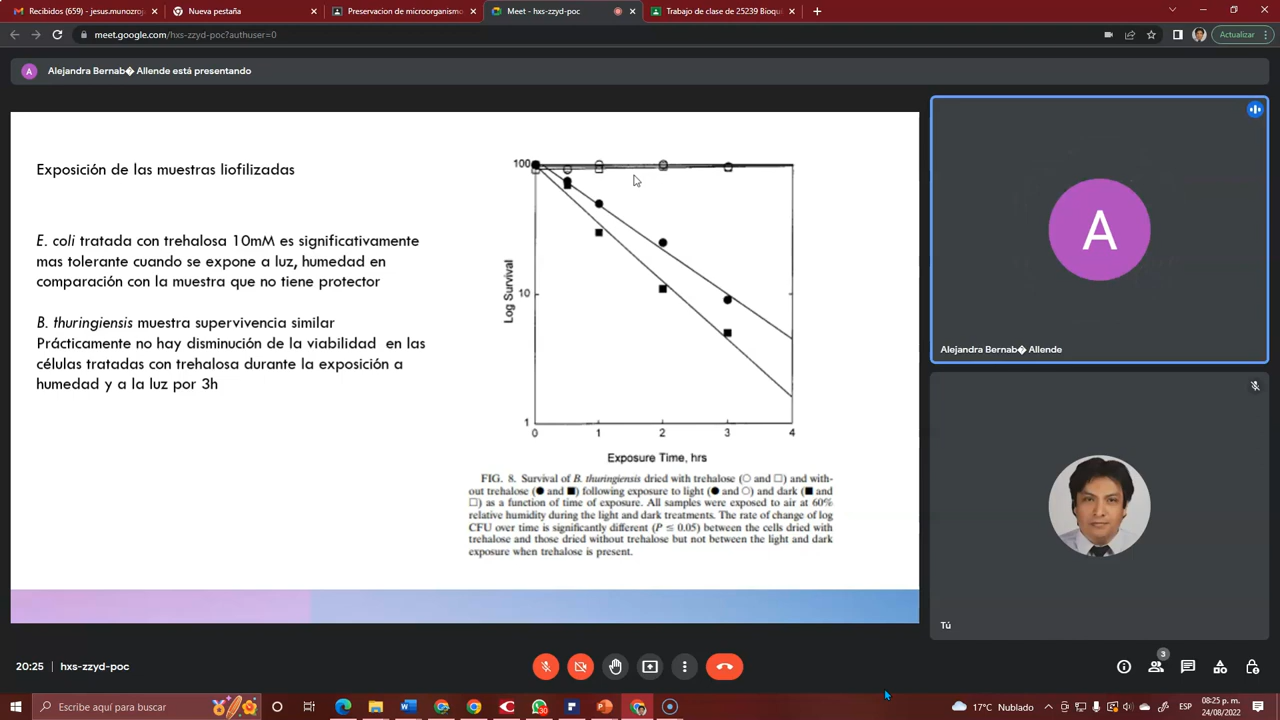 Recibidos (659) - jesus.munozroj
Nueva pestaña
Preservacion de microorganismo
Meet - hxs-zzyd-poc
Trabajo de clase de 25239 Bioqu
meet.google.com/hxs-zzyd-poc?authuser=0
Actualizar
A
Alejandra Bernab� Allende está presentando
Exposición de las muestras liofilizadas
E. coli tratada con trehalosa 10mM es significativamente
mas tolerante cuando se expone a luz, humedad en
comparación con la muestra que no tiene protector
B. thuringiensis muestra supervivencia similar
Prácticamente no hay disminución de la viabilidad en las
células tratadas con trehalosa durante la exposición a
humedad y a la luz por 3h
100
10
1
Log Survival
0 1 2 3 4
Exposure Time, hrs
FIG. 8. Survival of B. thuringiensis dried with trehalose (○ and □) and with-
out trehalose (● and ■) following exposure to light (● and ○) and dark (■ and
□) as a function of time of exposure. All samples were exposed to air at 60%
relative humidity during the light and dark treatments. The rate of change of log
CFU over time is significantly different (P ≤ 0.05) between the cells dried with
trehalose and those dried without trehalose but not between the light and dark
exposure when trehalose is present.
A
Alejandra Bernab� Allende
Tú
20:25 hxs-zzyd-poc
3
Escribe aquí para buscar
30
17°C Nublado
08:25 p. m.
24/08/2022